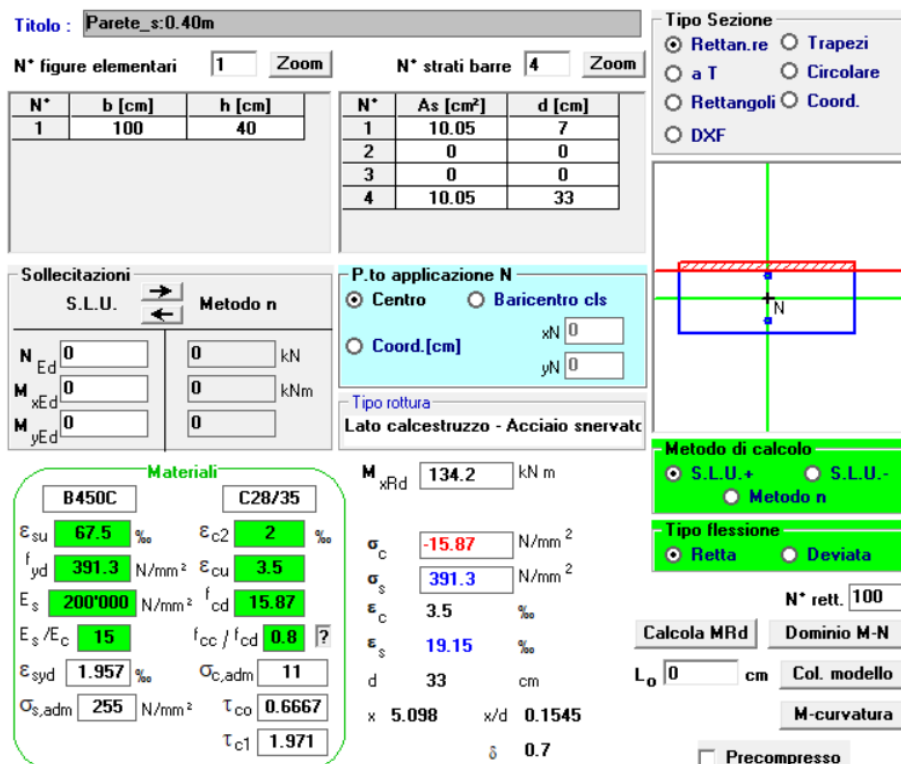 Titolo : Parete_s:0.40m
N° figure elementari 1 Zoom
N° strati barre 4 Zoom
N° b [cm] h [cm]
1 100 40
N° As [cm²] d [cm]
1 10.05 7
2 0 0
3 0 0
4 10.05 33
Tipo Sezione
Rettan.re Trapezi
a T Circolare
Rettangoli Coord.
DXF
N
Sollecitazioni
S.L.U. Metodo n
N Ed 0 0 kN
M xEd 0 0 kNm
M yEd 0 0
P.to applicazione N
Centro Baricentro cls
Coord.[cm] xN 0
yN 0
Tipo rottura
Lato calcestruzzo - Acciaio snervato
Metodo di calcolo
S.L.U.+ S.L.U.-
Metodo n
Tipo flessione
Retta Deviata
Materiali
B450C C28/35
εsu 67.5 ‰ εc2 2 ‰
fyd 391.3 N/mm² εcu 3.5
Es 200'000 N/mm² fcd 15.87
Es/Ec 15 fcc / fcd 0.8 ?
εsyd 1.957 ‰ σc,adm 11
σs,adm 255 N/mm² τco 0.6667
τc1 1.971
M xRd 134.2 kN m
σc -15.87 N/mm²
σs 391.3 N/mm²
εc 3.5 ‰
εs 19.15 ‰
d 33 cm
x 5.098 x/d 0.1545
δ 0.7
N° rett. 100
Calcola MRd Dominio M-N
Lo 0 cm Col. modello
M-curvatura
Precompresso